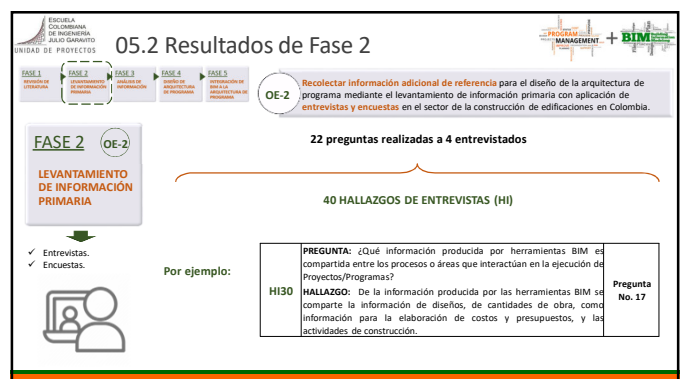 ESCUELA
COLOMBIANA
DE INGENIERÍA
JULIO GARAVITO
UNIDAD DE PROYECTOS
05.2 Resultados de Fase 2
PROGRAM
MANAGEMENT
+
BIM
FASE 1
REVISIÓN DE
LITERATURA
FASE 2
LEVANTAMIENTO
DE INFORMACIÓN
PRIMARIA
FASE 3
ANÁLISIS DE
INFORMACIÓN
FASE 4
DISEÑO DE
ARQUITECTURA
DE PROGRAMA
FASE 5
INTEGRACIÓN DE
BIM A LA
ARQUITECTURA DE
PROGRAMA
OE-2
Recolectar información adicional de referencia para el diseño de la arquitectura de
programa mediante el levantamiento de información primaria con aplicación de
entrevistas y encuestas en el sector de la construcción de edificaciones en Colombia.
FASE 2
OE-2
LEVANTAMIENTO
DE INFORMACIÓN
PRIMARIA
22 preguntas realizadas a 4 entrevistados
40 HALLAZGOS DE ENTREVISTAS (HI)
✓ Entrevistas.
✓ Encuestas.
Por ejemplo:
HI30
PREGUNTA: ¿Qué información producida por herramientas BIM es
compartida entre los procesos o áreas que interactúan en la ejecución de
Proyectos/Programas?
HALLAZGO: De la información producida por las herramientas BIM se
comparte la información de diseños, de cantidades de obra, como
información para la elaboración de costos y presupuestos, y las
actividades de construcción.
Pregunta
No. 17